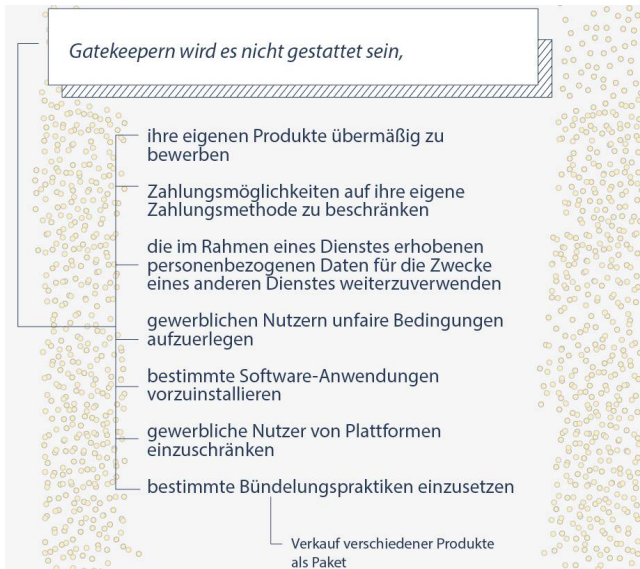 Gatekeepern wird es nicht gestattet sein,
ihre eigenen Produkte übermäßig zu
bewerben
Zahlungsmöglichkeiten auf ihre eigene
Zahlungsmethode zu beschränken
die im Rahmen eines Dienstes erhobenen
personenbezogenen Daten für die Zwecke
eines anderen Dienstes weiterzuverwenden
gewerblichen Nutzern unfaire Bedingungen
aufzuerlegen
bestimmte Software-Anwendungen
vorzuinstallieren
gewerbliche Nutzer von Plattformen
einzuschränken
bestimmte Bündelungspraktiken einzusetzen
Verkauf verschiedener Produkte
als Paket